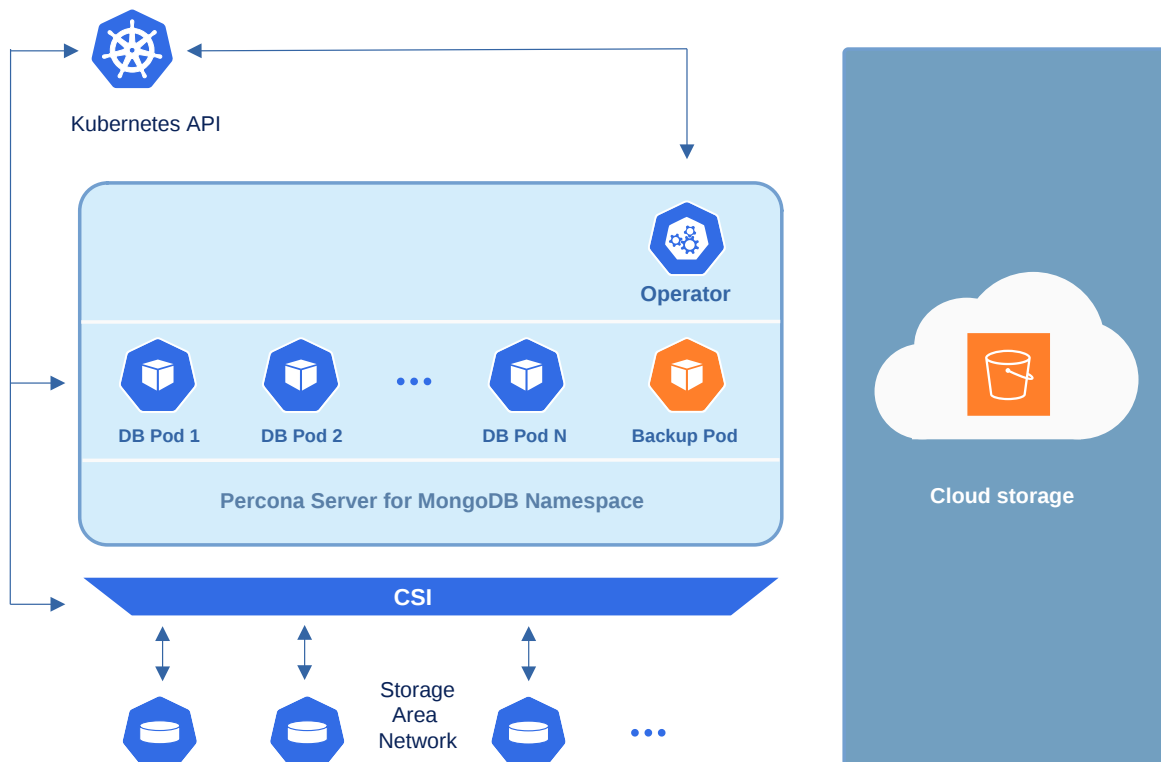 Kubernetes API
Operator
DB Pod 1
DB Pod 2
DB Pod N
Backup Pod
Percona Server for MongoDB Namespace
Cloud storage
CSI
Storage
Area
Network